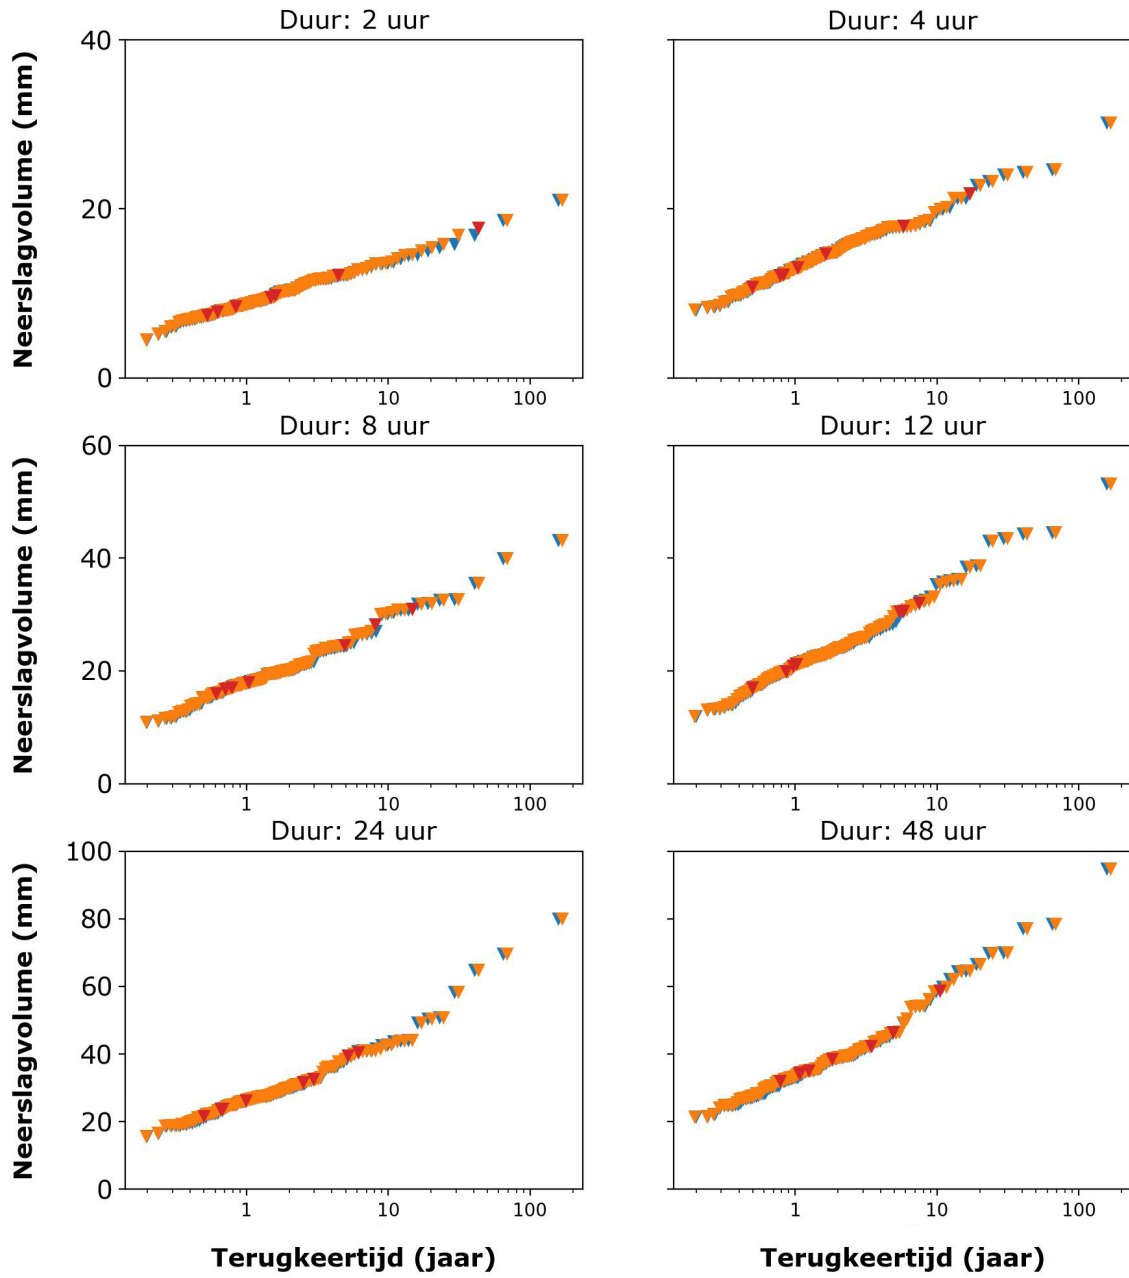 Duur: 2 uur
Duur: 4 uur
Neerslagvolume (mm)
40
20
0
1 10 100
1 10 100
Duur: 8 uur
Duur: 12 uur
Neerslagvolume (mm)
60
40
20
0
1 10 100
1 10 100
Duur: 24 uur
Duur: 48 uur
Neerslagvolume (mm)
100
80
60
40
20
0
1 10 100
1 10 100
Terugkeertijd (jaar)
Terugkeertijd (jaar)